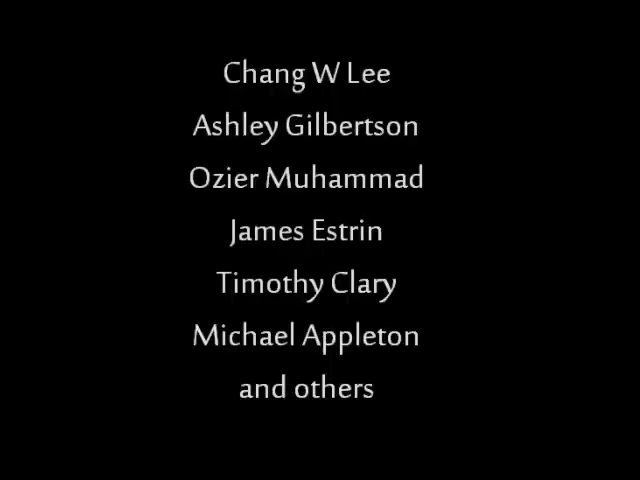 Chang W Lee
Ashley Gilbertson
Ozier Muhammad
James Estrin
Timothy Clary
Michael Appleton
and others